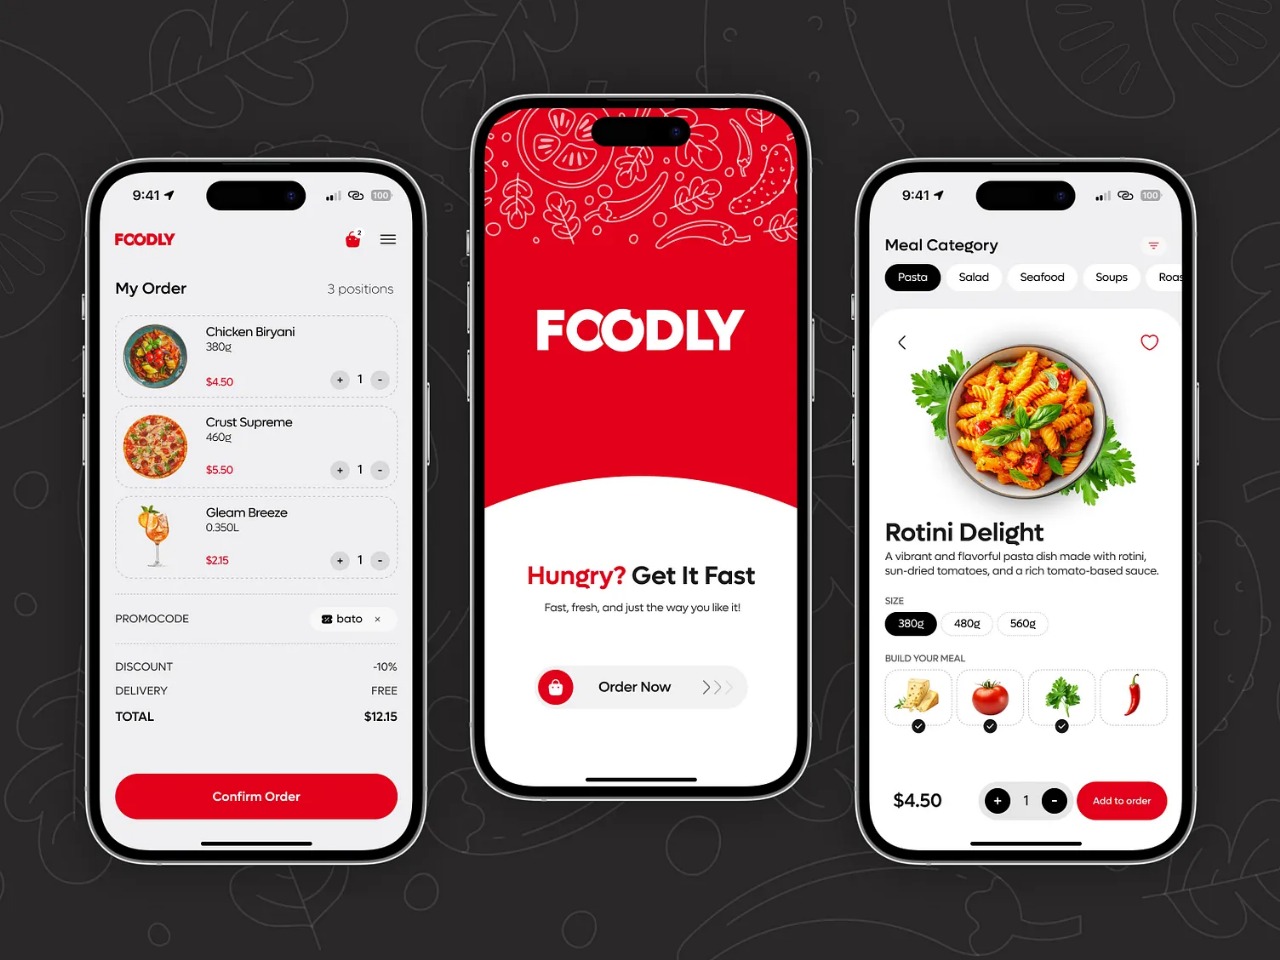 9:41
100
FOODLY
2
My Order
3 positions
Chicken Biryani
380g
$4.50
+ 1 -
Crust Supreme
460g
$5.50
+ 1 -
Gleam Breeze
0.350L
$2.15
+ 1 -
PROMOCODE
bato ×
DISCOUNT
-10%
DELIVERY
FREE
TOTAL
$12.15
Confirm Order
FOODLY
Hungry? Get It Fast
Fast, fresh, and just the way you like it!
Order Now
9:41
100
Meal Category
Pasta
Salad
Seafood
Soups
Roas
Rotini Delight
A vibrant and flavorful pasta dish made with rotini,
sun-dried tomatoes, and a rich tomato-based sauce.
SIZE
380g
480g
560g
BUILD YOUR MEAL
$4.50
+ 1 -
Add to order